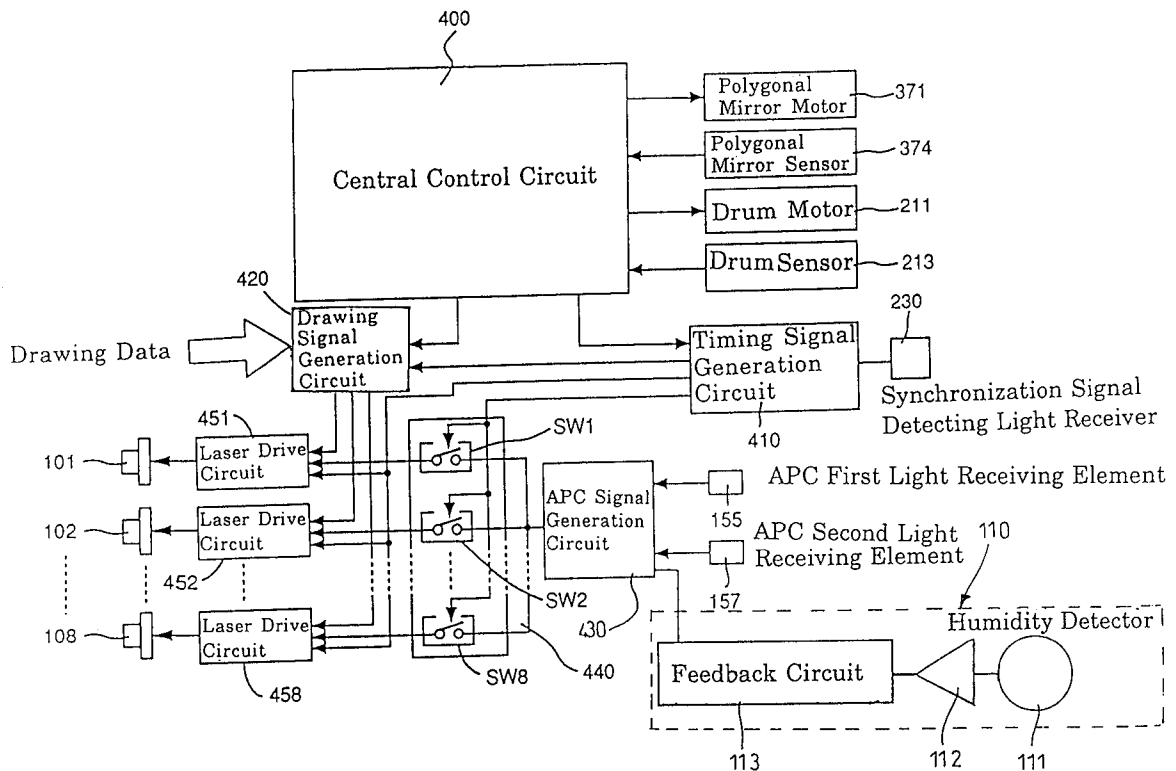 400
Central Control Circuit
Polygonal
Mirror Motor
371
Polygonal
Mirror Sensor
374
Drum Motor
211
Drum Sensor
213
420
Drawing
Signal
Generation
Circuit
Drawing Data
Timing Signal
Generation
Circuit
410
230
Synchronization Signal
Detecting Light Receiver
451
Laser Drive
Circuit
101
SW1
APC Signal
Generation
Circuit
430
APC First Light Receiving Element
155
APC Second Light
Receiving Element
157
102
Laser Drive
Circuit
452
SW2
108
Laser Drive
Circuit
458
SW8
440
110
Humidity Detector
Feedback Circuit
113
112
111